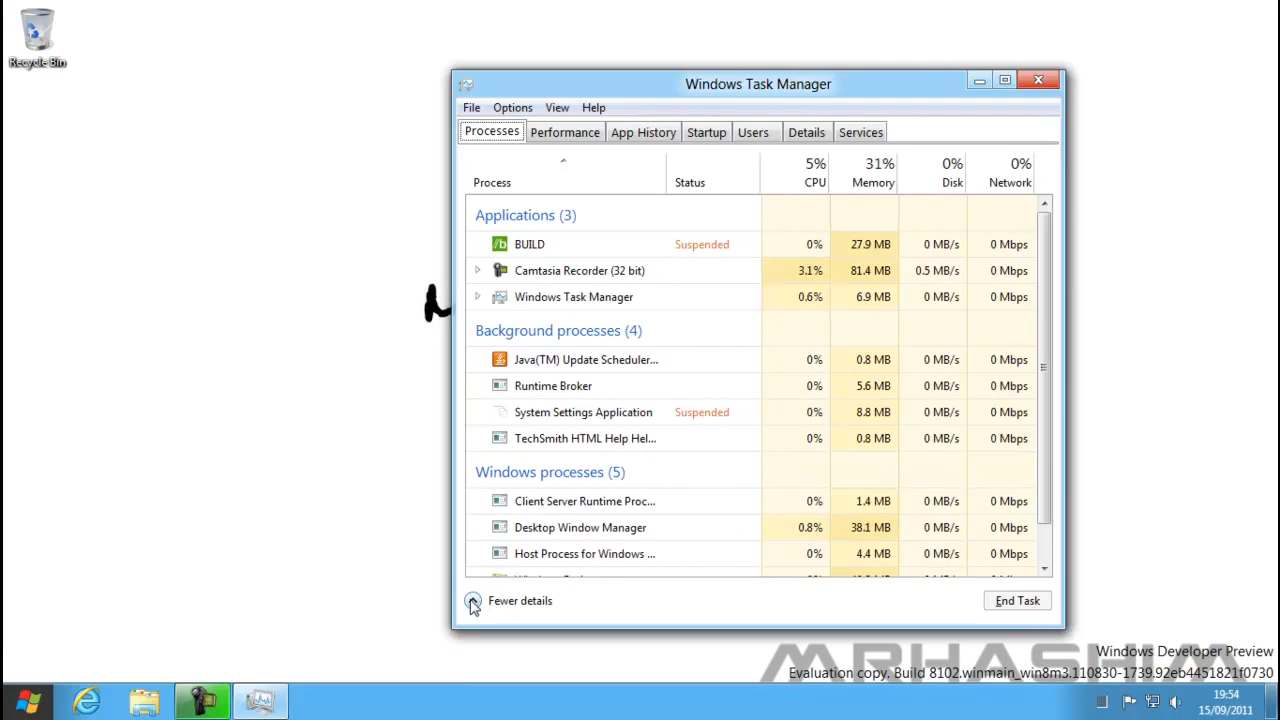 Recycle Bin
Windows Task Manager
File Options View Help
Processes Performance App History Startup Users Details Services
5% 31% 0% 0%
Process Status CPU Memory Disk Network
Applications (3)
BUILD Suspended 0% 27.9 MB 0 MB/s 0 Mbps
Camtasia Recorder (32 bit) 3.1% 81.4 MB 0.5 MB/s 0 Mbps
Windows Task Manager 0.6% 6.9 MB 0 MB/s 0 Mbps
Background processes (4)
Java(TM) Update Scheduler... 0% 0.8 MB 0 MB/s 0 Mbps
Runtime Broker 0% 5.6 MB 0 MB/s 0 Mbps
System Settings Application Suspended 0% 8.8 MB 0 MB/s 0 Mbps
TechSmith HTML Help Hel... 0% 0.8 MB 0 MB/s 0 Mbps
Windows processes (5)
Client Server Runtime Proc... 0% 1.4 MB 0 MB/s 0 Mbps
Desktop Window Manager 0.8% 38.1 MB 0 MB/s 0 Mbps
Host Process for Windows ... 0% 4.4 MB 0 MB/s 0 Mbps
Fewer details End Task
MRHASHIM
Windows Developer Preview
Evaluation copy. Build 8102.winmain_win8m3.110830-1739.92eb4451821f0730
19:54
15/09/2011